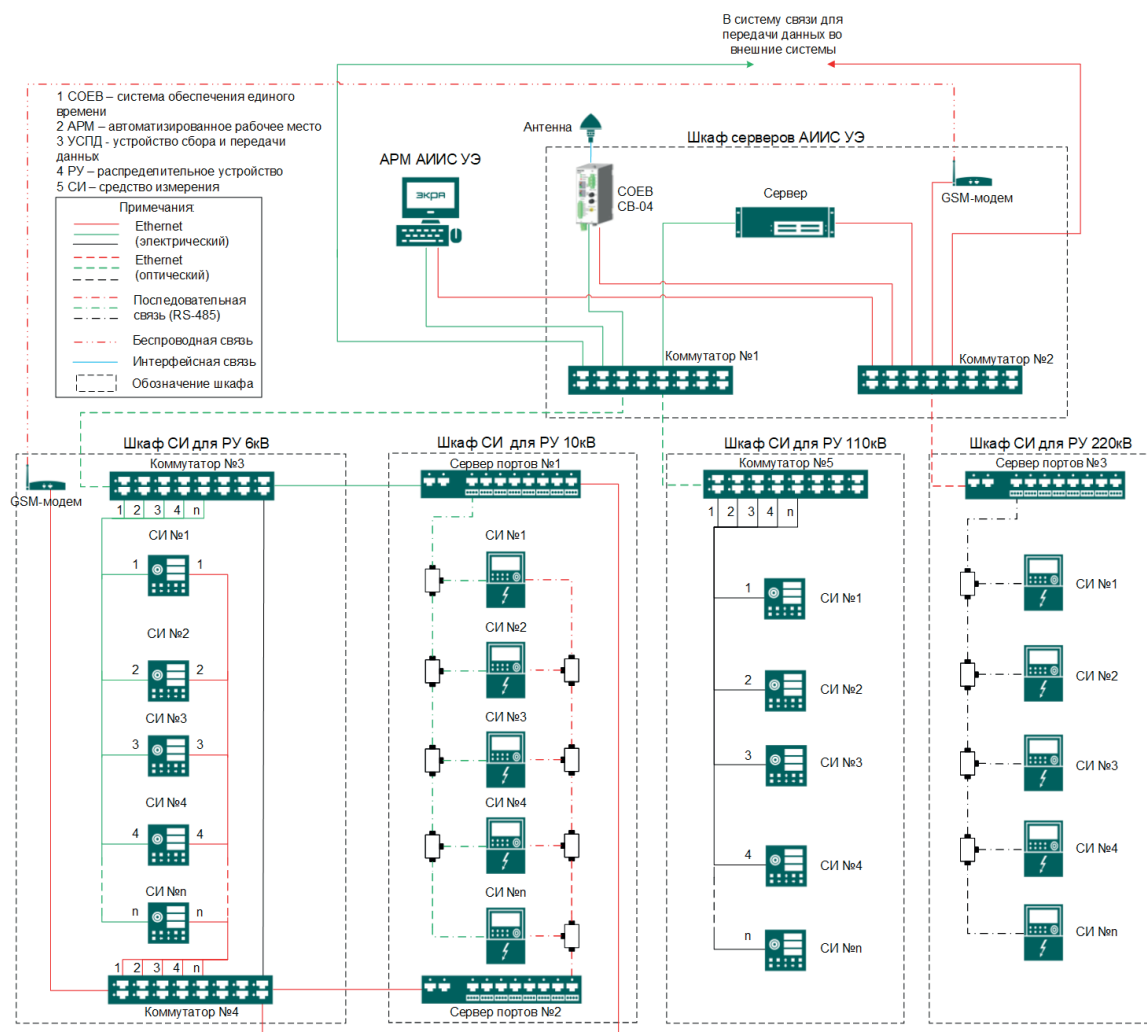 В систему связи для
передачи данных во
внешние системы
1 СОЕВ – система обеспечения единого
времени
2 АРМ – автоматизированное рабочее место
3 УСПД - устройство сбора и передачи
данных
4 РУ – распределительное устройство
5 СИ – средство измерения
Примечания:
Ethernet
(электрический)
Ethernet
(оптический)
Последовательная
связь (RS-485)
Беспроводная связь
Интерфейсная связь
Обозначение шкафа
АРМ АИИС УЭ
ЭКРА
Антенна
Шкаф серверов АИИС УЭ
СОЕВ
СВ-04
Сервер
GSM-модем
Коммутатор №1
Коммутатор №2
Шкаф СИ для РУ 6кВ
Коммутатор №3
GSM-модем
1 2 3 4 n
СИ №1
1 1
СИ №2
2 2
СИ №3
3 3
СИ №4
4 4
СИ №n
n n
1 2 3 4 n
Коммутатор №4
Шкаф СИ для РУ 10кВ
Сервер портов №1
СИ №1
СИ №2
СИ №3
СИ №4
СИ №n
Сервер портов №2
Шкаф СИ для РУ 110кВ
Коммутатор №5
1 2 3 4 n
1 СИ №1
2 СИ №2
3 СИ №3
4 СИ №4
n СИ №n
Шкаф СИ для РУ 220кВ
Сервер портов №3
СИ №1
СИ №2
СИ №3
СИ №4
СИ №n